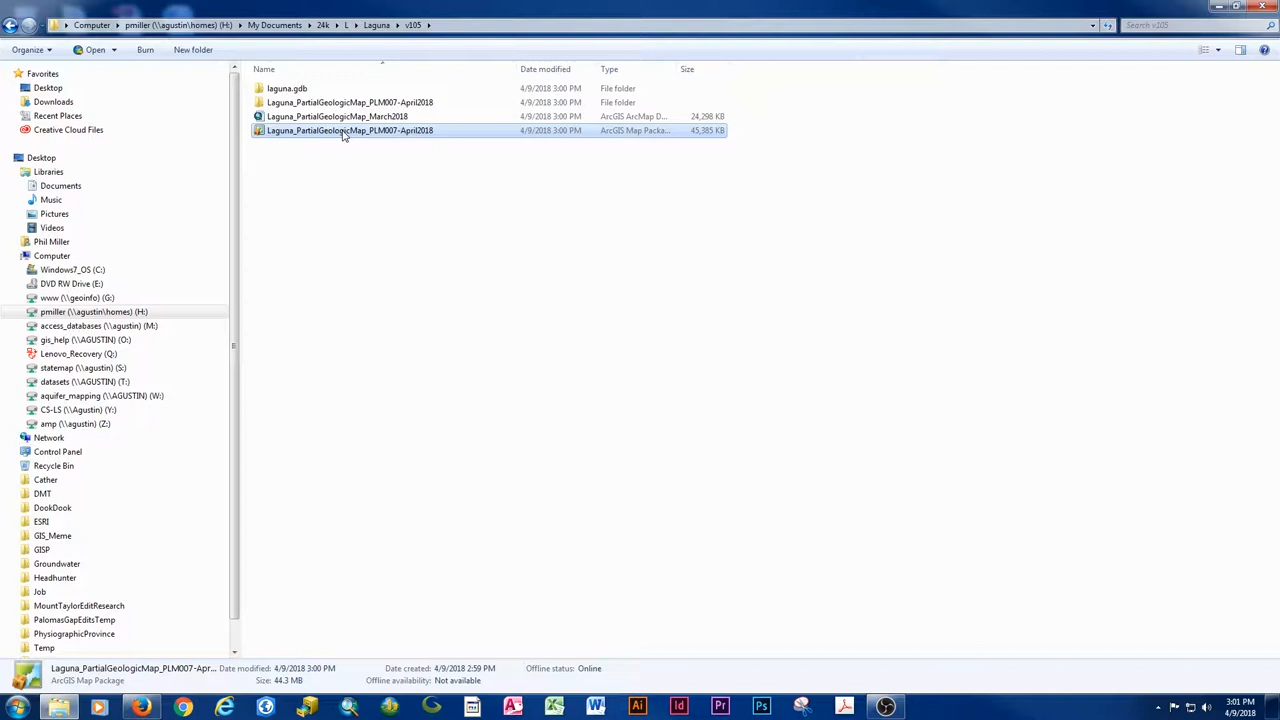 Computer pmiller (\\agustin\homes) (H:) My Documents 24k L Laguna v105 Search v105
Organize Open Burn New folder
Name Date modified Type Size
laguna.gdb 4/9/2018 3:00 PM File folder
Laguna_PartialGeologicMap_PLM007-April2018 4/9/2018 3:00 PM File folder
Laguna_PartialGeologicMap_March2018 4/9/2018 3:00 PM ArcGIS ArcMap D... 24,298 KB
Laguna_PartialGeologicMap_PLM007-April2018 4/9/2018 3:00 PM ArcGIS Map Packa... 45,385 KB
Favorites
Desktop
Downloads
Recent Places
Creative Cloud Files
Desktop
Libraries
Documents
Music
Pictures
Videos
Phil Miller
Computer
Windows7_OS (C:)
DVD RW Drive (E:)
www (\\geoinfo) (G:)
pmiller (\\agustin\homes) (H:)
access_databases (\\agustin) (M:)
gis_help (\\AGUSTIN) (O:)
Lenovo_Recovery (Q:)
statemap (\\agustin) (S:)
datasets (\\AGUSTIN) (T:)
aquifer_mapping (\\AGUSTIN) (W:)
CS-LS (\\Agustin) (Y:)
amp (\\agustin) (Z:)
Network
Control Panel
Recycle Bin
Cather
DMT
DookDook
ESRI
GIS_Meme
GISP
Groundwater
Headhunter
Job
MountTaylorEditResearch
PalomasGapEditsTemp
PhysiographicProvince
Temp
Laguna_PartialGeologicMap_PLM007-Apr... Date modified: 4/9/2018 3:00 PM Date created: 4/9/2018 2:59 PM Offline status: Online
ArcGIS Map Package Size: 44.3 MB Offline availability: Not available
Ai Id Pr Ps
3:01 PM
4/9/2018